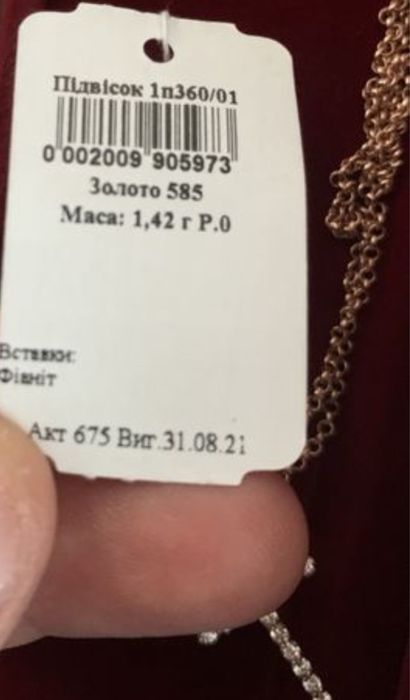 Підвісок 1п360/01
0 002009 905973
Золото 585
Маса: 1,42 г Р.0
Вставки:
Фіаніт
Акт 675 Виг.31.08.21